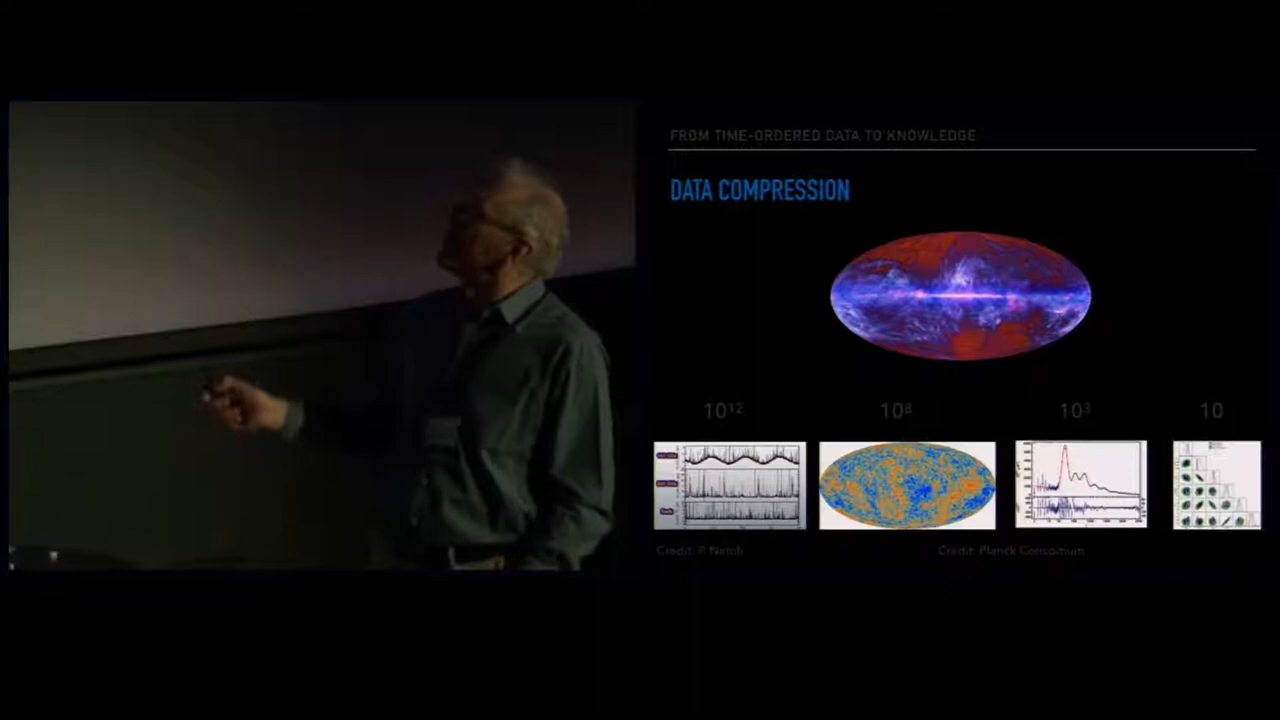 FROM TIME-ORDERED DATA TO KNOWLEDGE
DATA COMPRESSION
10¹² 10⁸ 10³ 10
Credit: P. Natoli Credit: Planck Consortium